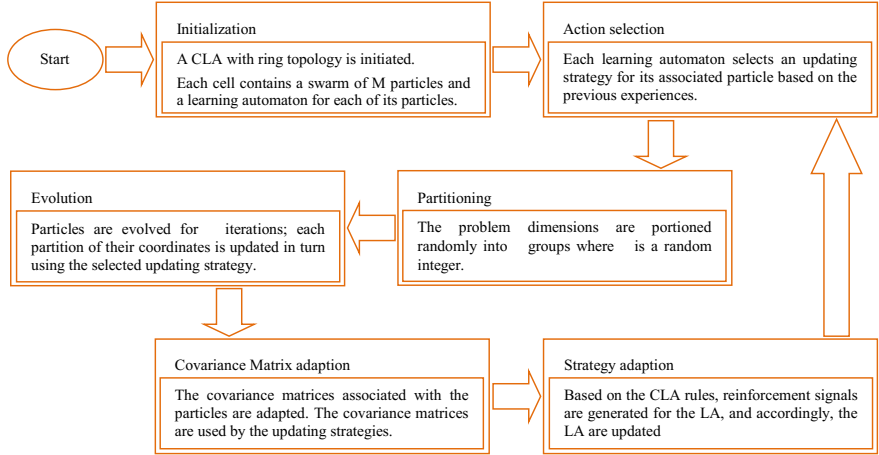 Start
Initialization
A CLA with ring topology is initiated.
Each cell contains a swarm of M particles and
a learning automaton for each of its particles.
Action selection
Each learning automaton selects an updating
strategy for its associated particle based on the
previous experiences.
Partitioning
The problem dimensions are portioned
randomly into groups where is a random
integer.
Evolution
Particles are evolved for iterations; each
partition of their coordinates is updated in turn
using the selected updating strategy.
Covariance Matrix adaption
The covariance matrices associated with the
particles are adapted. The covariance matrices
are used by the updating strategies.
Strategy adaption
Based on the CLA rules, reinforcement signals
are generated for the LA, and accordingly, the
LA are updated